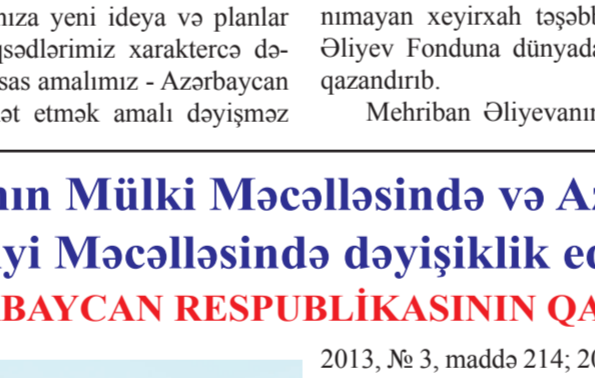 ınıza yeni ideya və planlar
qsədlərimiz xaraktercə də-
sas amalımız - Azərbaycan
ət etmək amalı dəyişməz
nımayan xeyirxah təşəbb
Əliyev Fonduna dünyada
qazandırıb.
Mehriban Əliyevanın
nın Mülki Məcəlləsində və Az
yi Məcəlləsində dəyişiklik ed
BAYCAN RESPUBLİKASININ QA
2013, № 3, maddə 214; 20